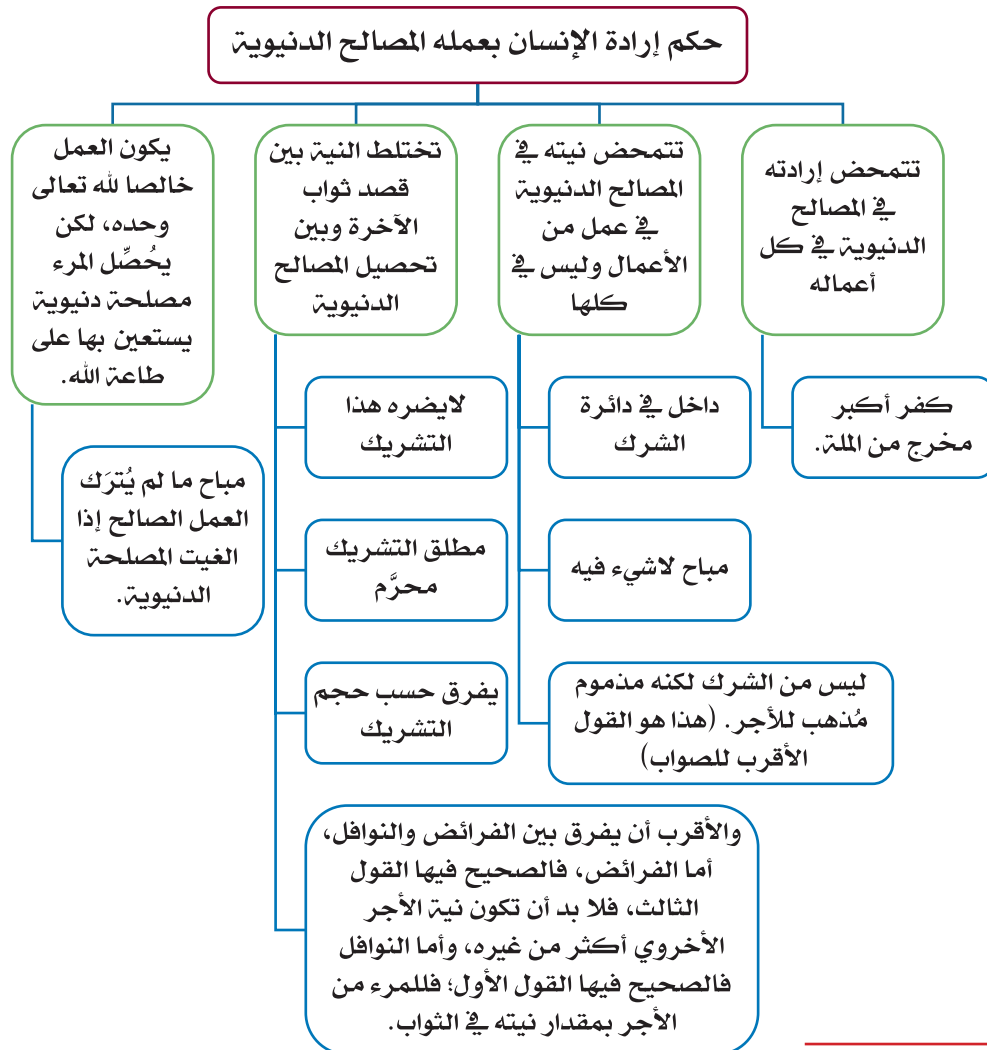 حكم إرادة الإنسان بعمله المصالح الدنيوية
تتمحض إرادته
في المصالح
الدنيوية في كل
أعماله
كفر أكبر
مخرج من الملة.
تتمحض نيته في
المصالح الدنيوية
في عمل من
الأعمال وليس في
كلها
داخل في دائرة
الشرك
مباح لاشيء فيه
ليس من الشرك لكنه مذموم
مُذهب للأجر. (هذا هو القول
الأقرب للصواب)
تختلط النية بين
قصد ثواب
الآخرة وبين
تحصيل المصالح
الدنيوية
لايضره هذا
التشريك
مطلق التشريك
محرَّم
يفرق حسب حجم
التشريك
والأقرب أن يفرق بين الفرائض والنوافل،
أما الفرائض، فالصحيح فيها القول
الثالث، فلا بد أن تكون نية الأجر
الأخروي أكثر من غيره، وأما النوافل
فالصحيح فيها القول الأول؛ فللمرء من
الأجر بمقدار نيته في الثواب.
يكون العمل
خالصا لله تعالى
وحده، لكن
يحُصِّل المرء
مصلحة دنيوية
يستعين بها على
طاعة الله.
مباح ما لم يُترَك
العمل الصالح إذا
الغيت المصلحة
الدنيوية.